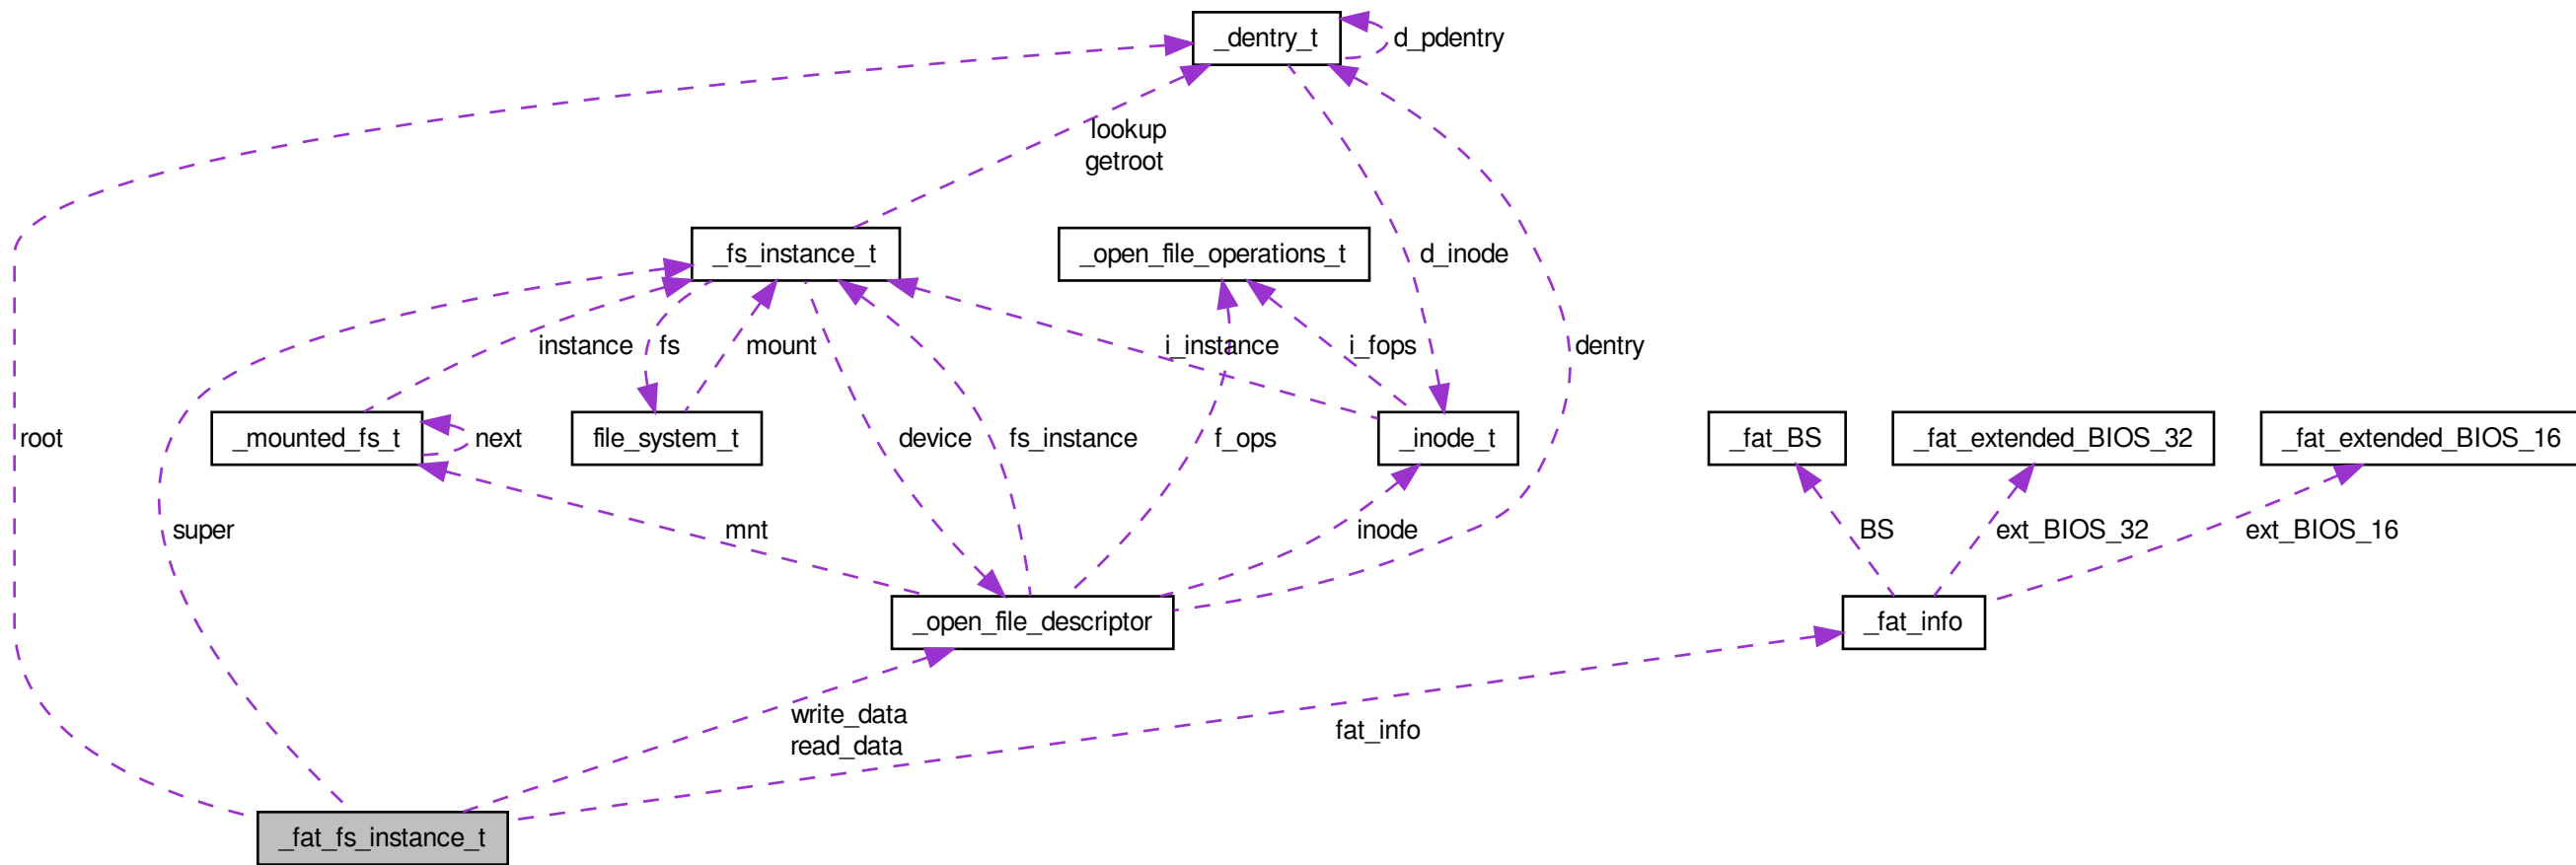 _dentry_t
d_pdentry
lookup
getroot
_fs_instance_t
_open_file_operations_t
d_inode
instance
fs
mount
i_instance
i_fops
dentry
root
_mounted_fs_t
next
file_system_t
device
fs_instance
f_ops
_inode_t
_fat_BS
_fat_extended_BIOS_32
_fat_extended_BIOS_16
super
mnt
inode
BS
ext_BIOS_32
ext_BIOS_16
_open_file_descriptor
_fat_info
write_data
read_data
fat_info
_fat_fs_instance_t